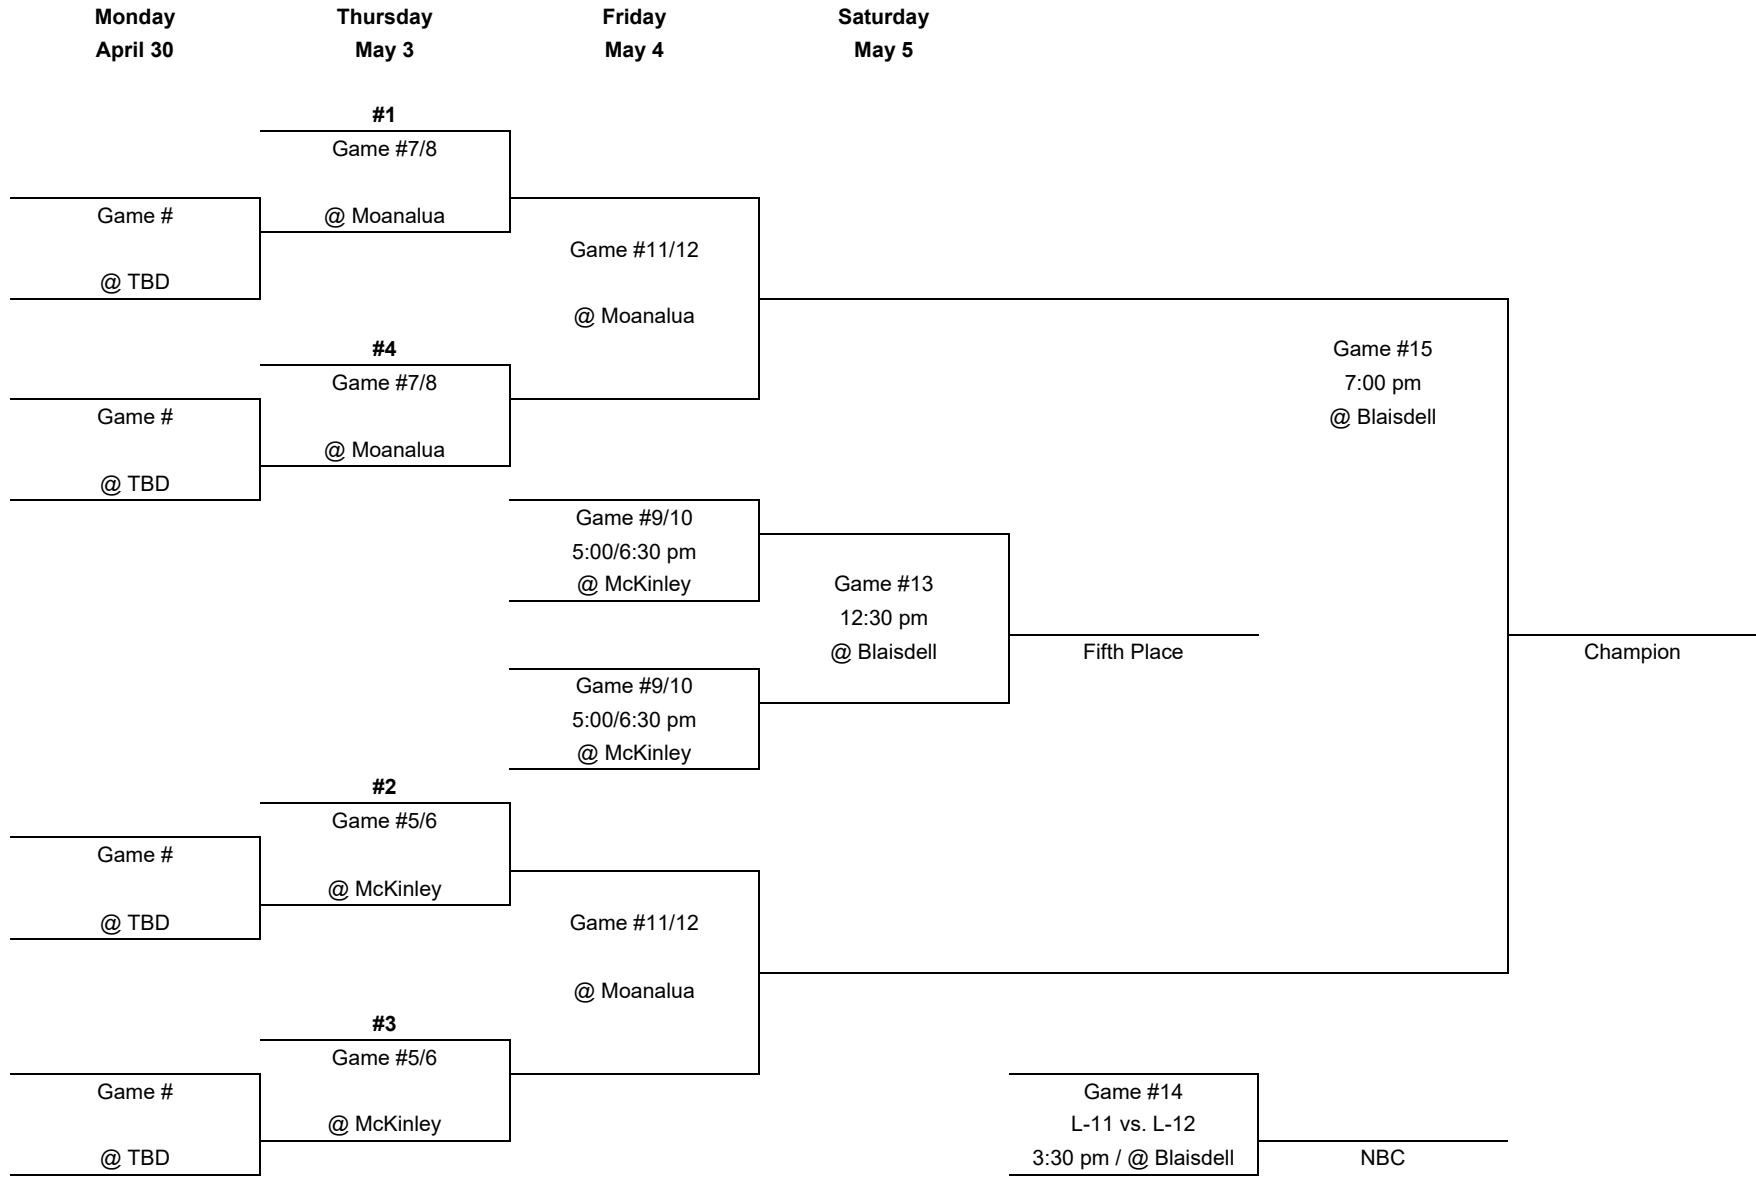 Monday
April 30
Thursday
May 3
Friday
May 4
Saturday
May 5
#1
Game #7/8
@ Moanalua
Game #
@ TBD
Game #11/12
@ Moanalua
#4
Game #7/8
@ Moanalua
Game #
@ TBD
Game #15
7:00 pm
@ Blaisdell
Game #9/10
5:00/6:30 pm
@ McKinley
Game #13
12:30 pm
@ Blaisdell
Fifth Place
Champion
Game #9/10
5:00/6:30 pm
@ McKinley
#2
Game #5/6
@ McKinley
Game #
@ TBD
Game #11/12
@ Moanalua
#3
Game #5/6
@ McKinley
Game #
@ TBD
Game #14
L-11 vs. L-12
3:30 pm / @ Blaisdell
NBC